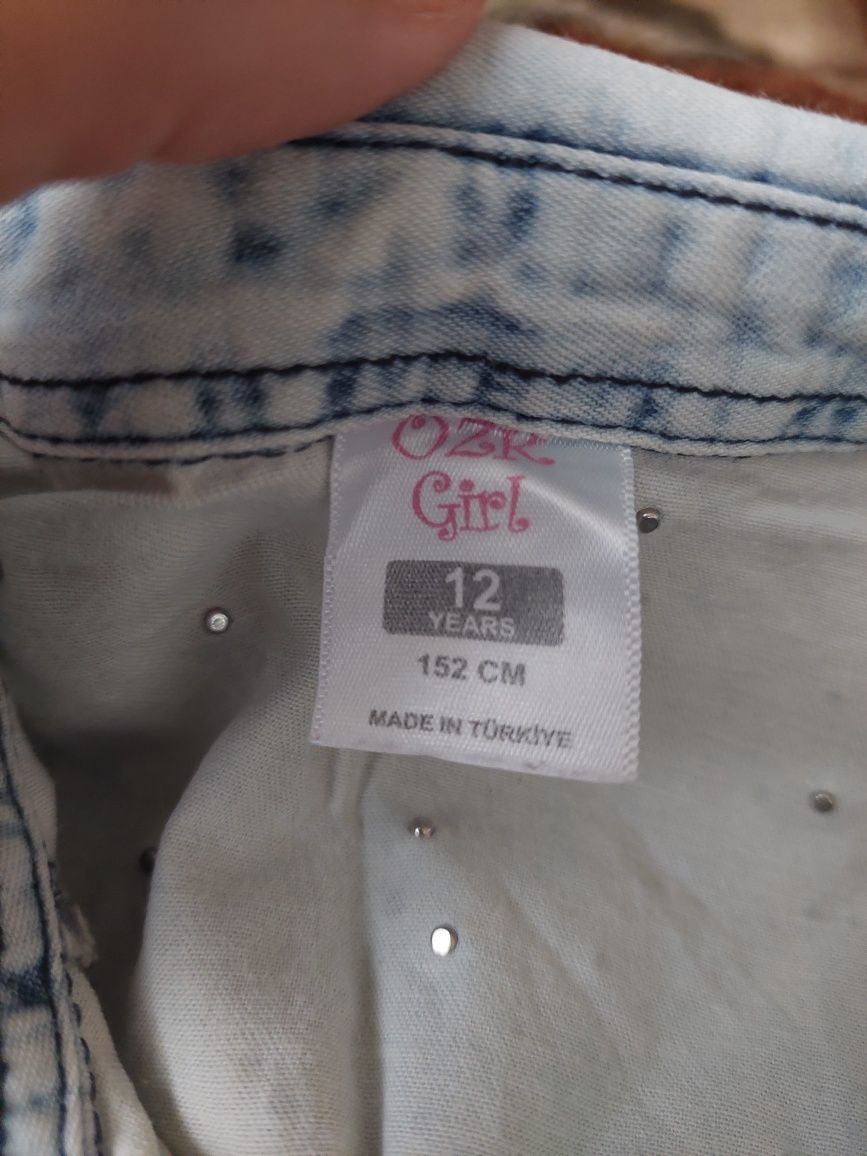 OZR
Girl
12
YEARS
152 CM
MADE IN TÜRKİYE